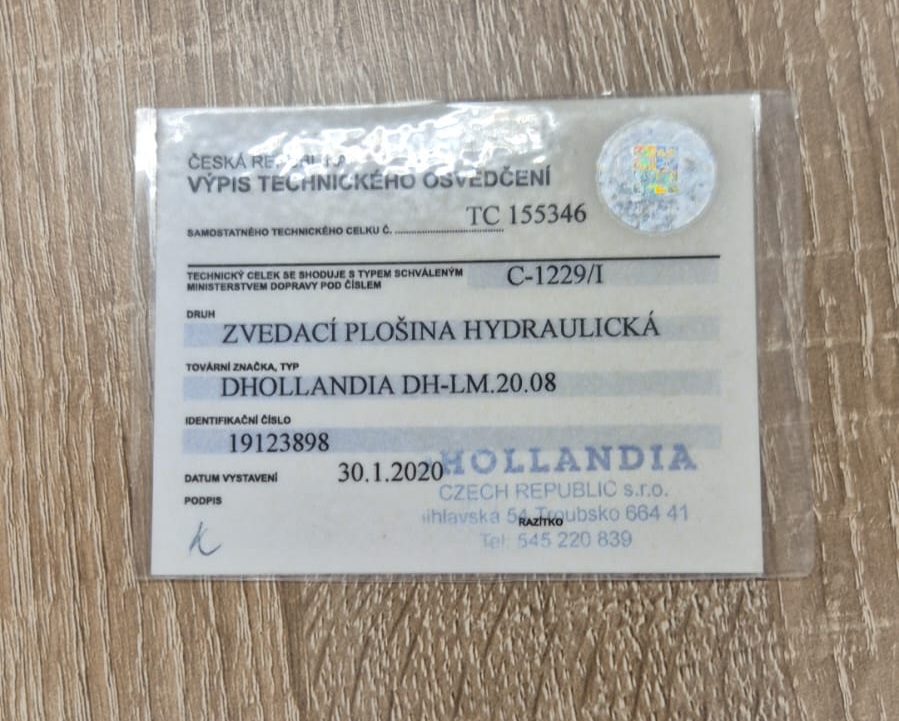 ČESKÁ REPUBLIKA
VÝPIS TECHNICKÉHO OSVĚDČENÍ
SAMOSTATNÉHO TECHNICKÉHO CELKU Č. TC 155346
TECHNICKÝ CELEK SE SHODUJE S TYPEM SCHVÁLENÝM
MINISTERSTVEM DOPRAVY POD ČÍSLEM C-1229/I
DRUH
ZVEDACÍ PLOŠINA HYDRAULICKÁ
TOVÁRNÍ ZNAČKA, TYP
DHOLLANDIA DH-LM.20.08
IDENTIFIKAČNÍ ČÍSLO
19123898
DATUM VYSTAVENÍ 30.1.2020
PODPIS
HOLLANDIA
CZECH REPUBLIC s.r.o.
54 Troubsko 664 41
RAZÍTKO
Tel: 545 220 839